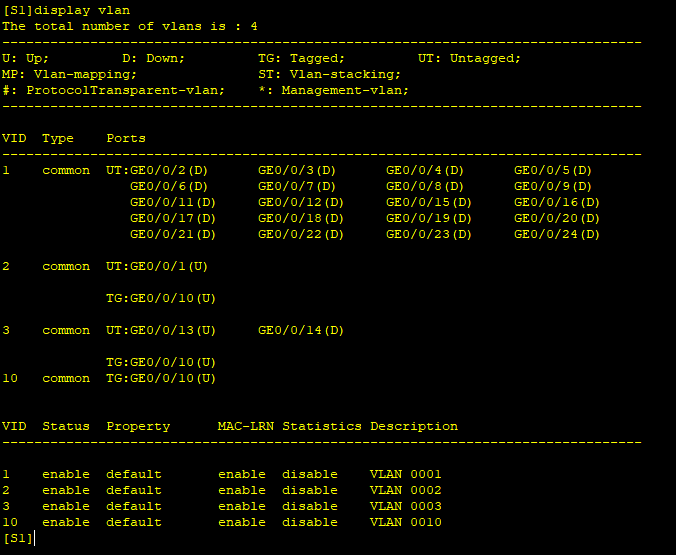 [S1]display vlan
The total number of vlans is : 4
--------------------------------------------------------------------------------
U: Up;         D: Down;         TG: Tagged;         UT: Untagged;
MP: Vlan-mapping;               ST: Vlan-stacking;
#: ProtocolTransparent-vlan;    *: Management-vlan;
--------------------------------------------------------------------------------
VID  Type    Ports
--------------------------------------------------------------------------------
1    common  UT:GE0/0/2(D)      GE0/0/3(D)      GE0/0/4(D)      GE0/0/5(D)
                GE0/0/6(D)      GE0/0/7(D)      GE0/0/8(D)      GE0/0/9(D)
                GE0/0/11(D)     GE0/0/12(D)     GE0/0/15(D)     GE0/0/16(D)
                GE0/0/17(D)     GE0/0/18(D)     GE0/0/19(D)     GE0/0/20(D)
                GE0/0/21(D)     GE0/0/22(D)     GE0/0/23(D)     GE0/0/24(D)
2    common  UT:GE0/0/1(U)
             TG:GE0/0/10(U)
3    common  UT:GE0/0/13(U)     GE0/0/14(D)
             TG:GE0/0/10(U)
10   common  TG:GE0/0/10(U)
VID  Status  Property      MAC-LRN Statistics Description
--------------------------------------------------------------------------------
1    enable  default       enable  disable    VLAN 0001
2    enable  default       enable  disable    VLAN 0002
3    enable  default       enable  disable    VLAN 0003
10   enable  default       enable  disable    VLAN 0010
[S1]